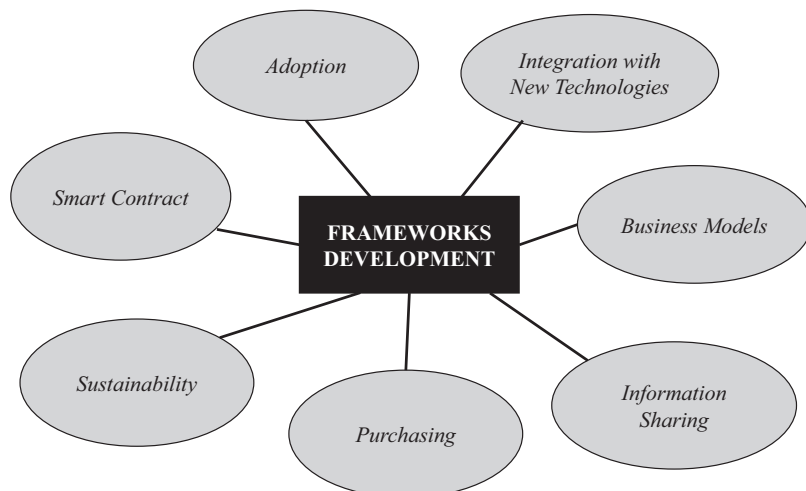 Adoption
Integration with
New Technologies
Smart Contract
FRAMEWORKS
DEVELOPMENT
Business Models
Sustainability
Purchasing
Information
Sharing